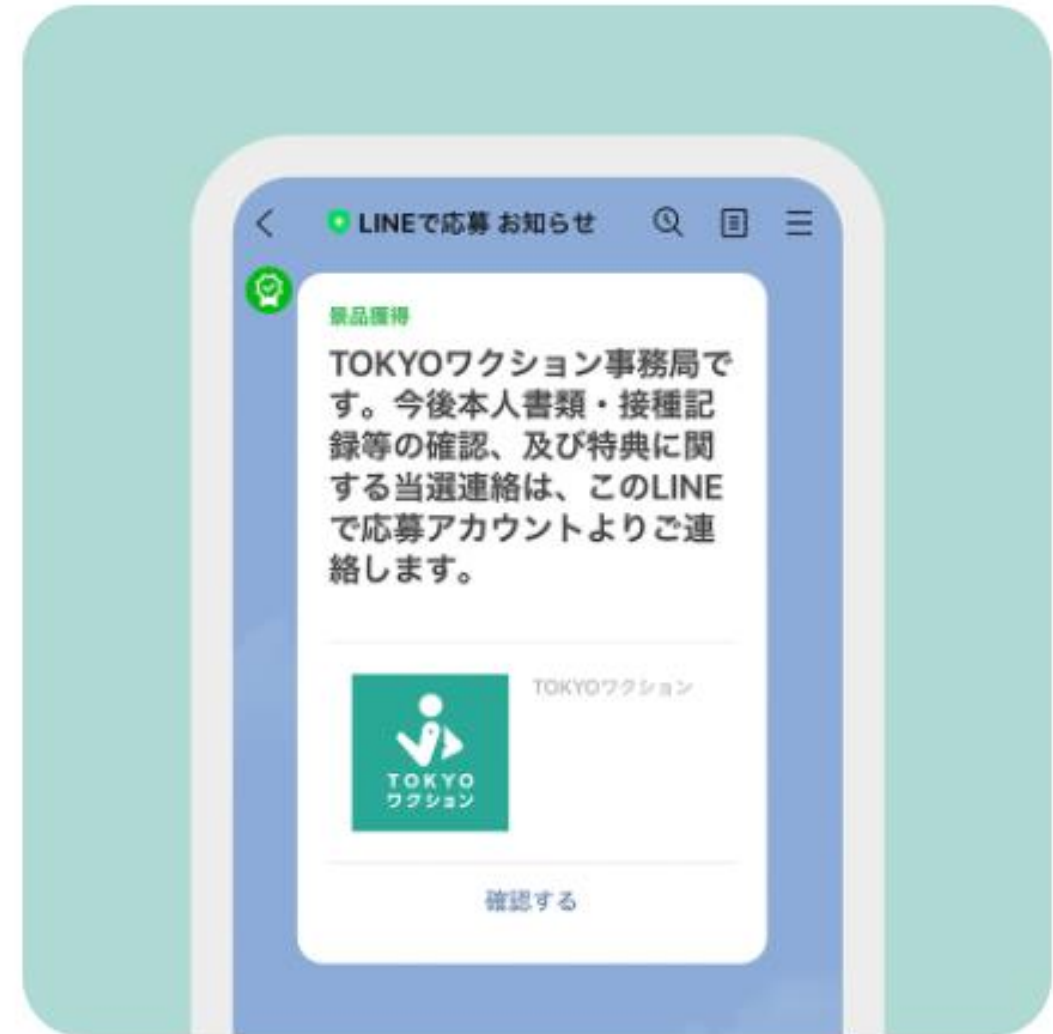 LINEで応募 お知らせ
景品獲得
TOKYOワクション事務局で
す。今後本人書類・接種記
録等の確認、及び特典に関
する当選連絡は、このLINE
で応募アカウントよりご連
絡します。
TOKYOワクション
TOKYO
ワクション
確認する